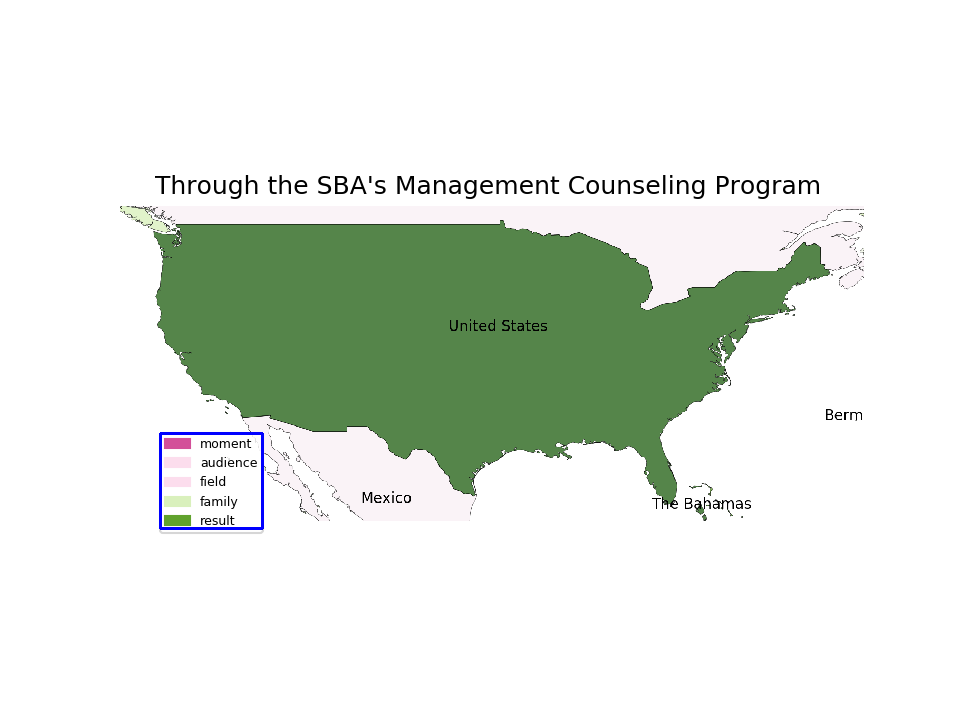 Through the SBA's Management Counseling Program
United States
Berm
moment
audience
field
family
result
Mexico
The Bahamas